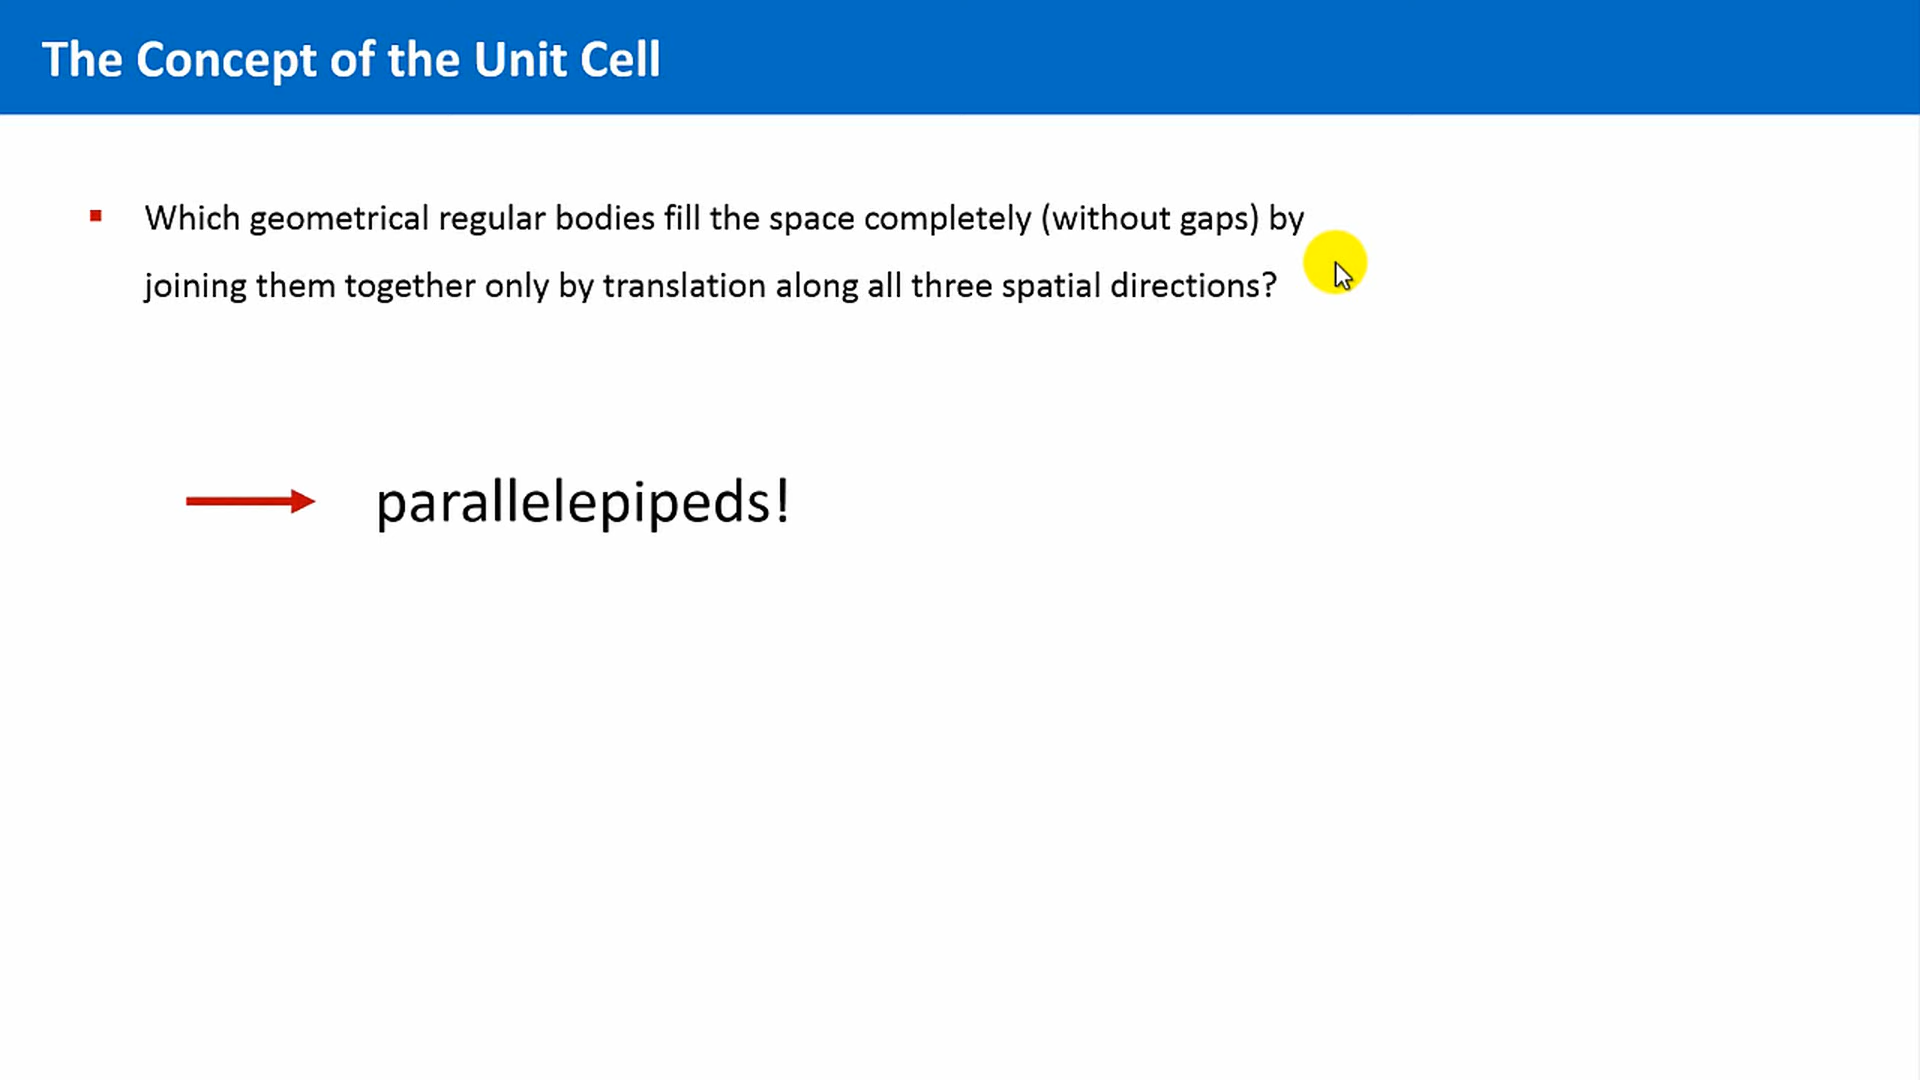 The Concept of the Unit Cell
▪ Which geometrical regular bodies fill the space completely (without gaps) by
joining them together only by translation along all three spatial directions?
parallelepipeds!